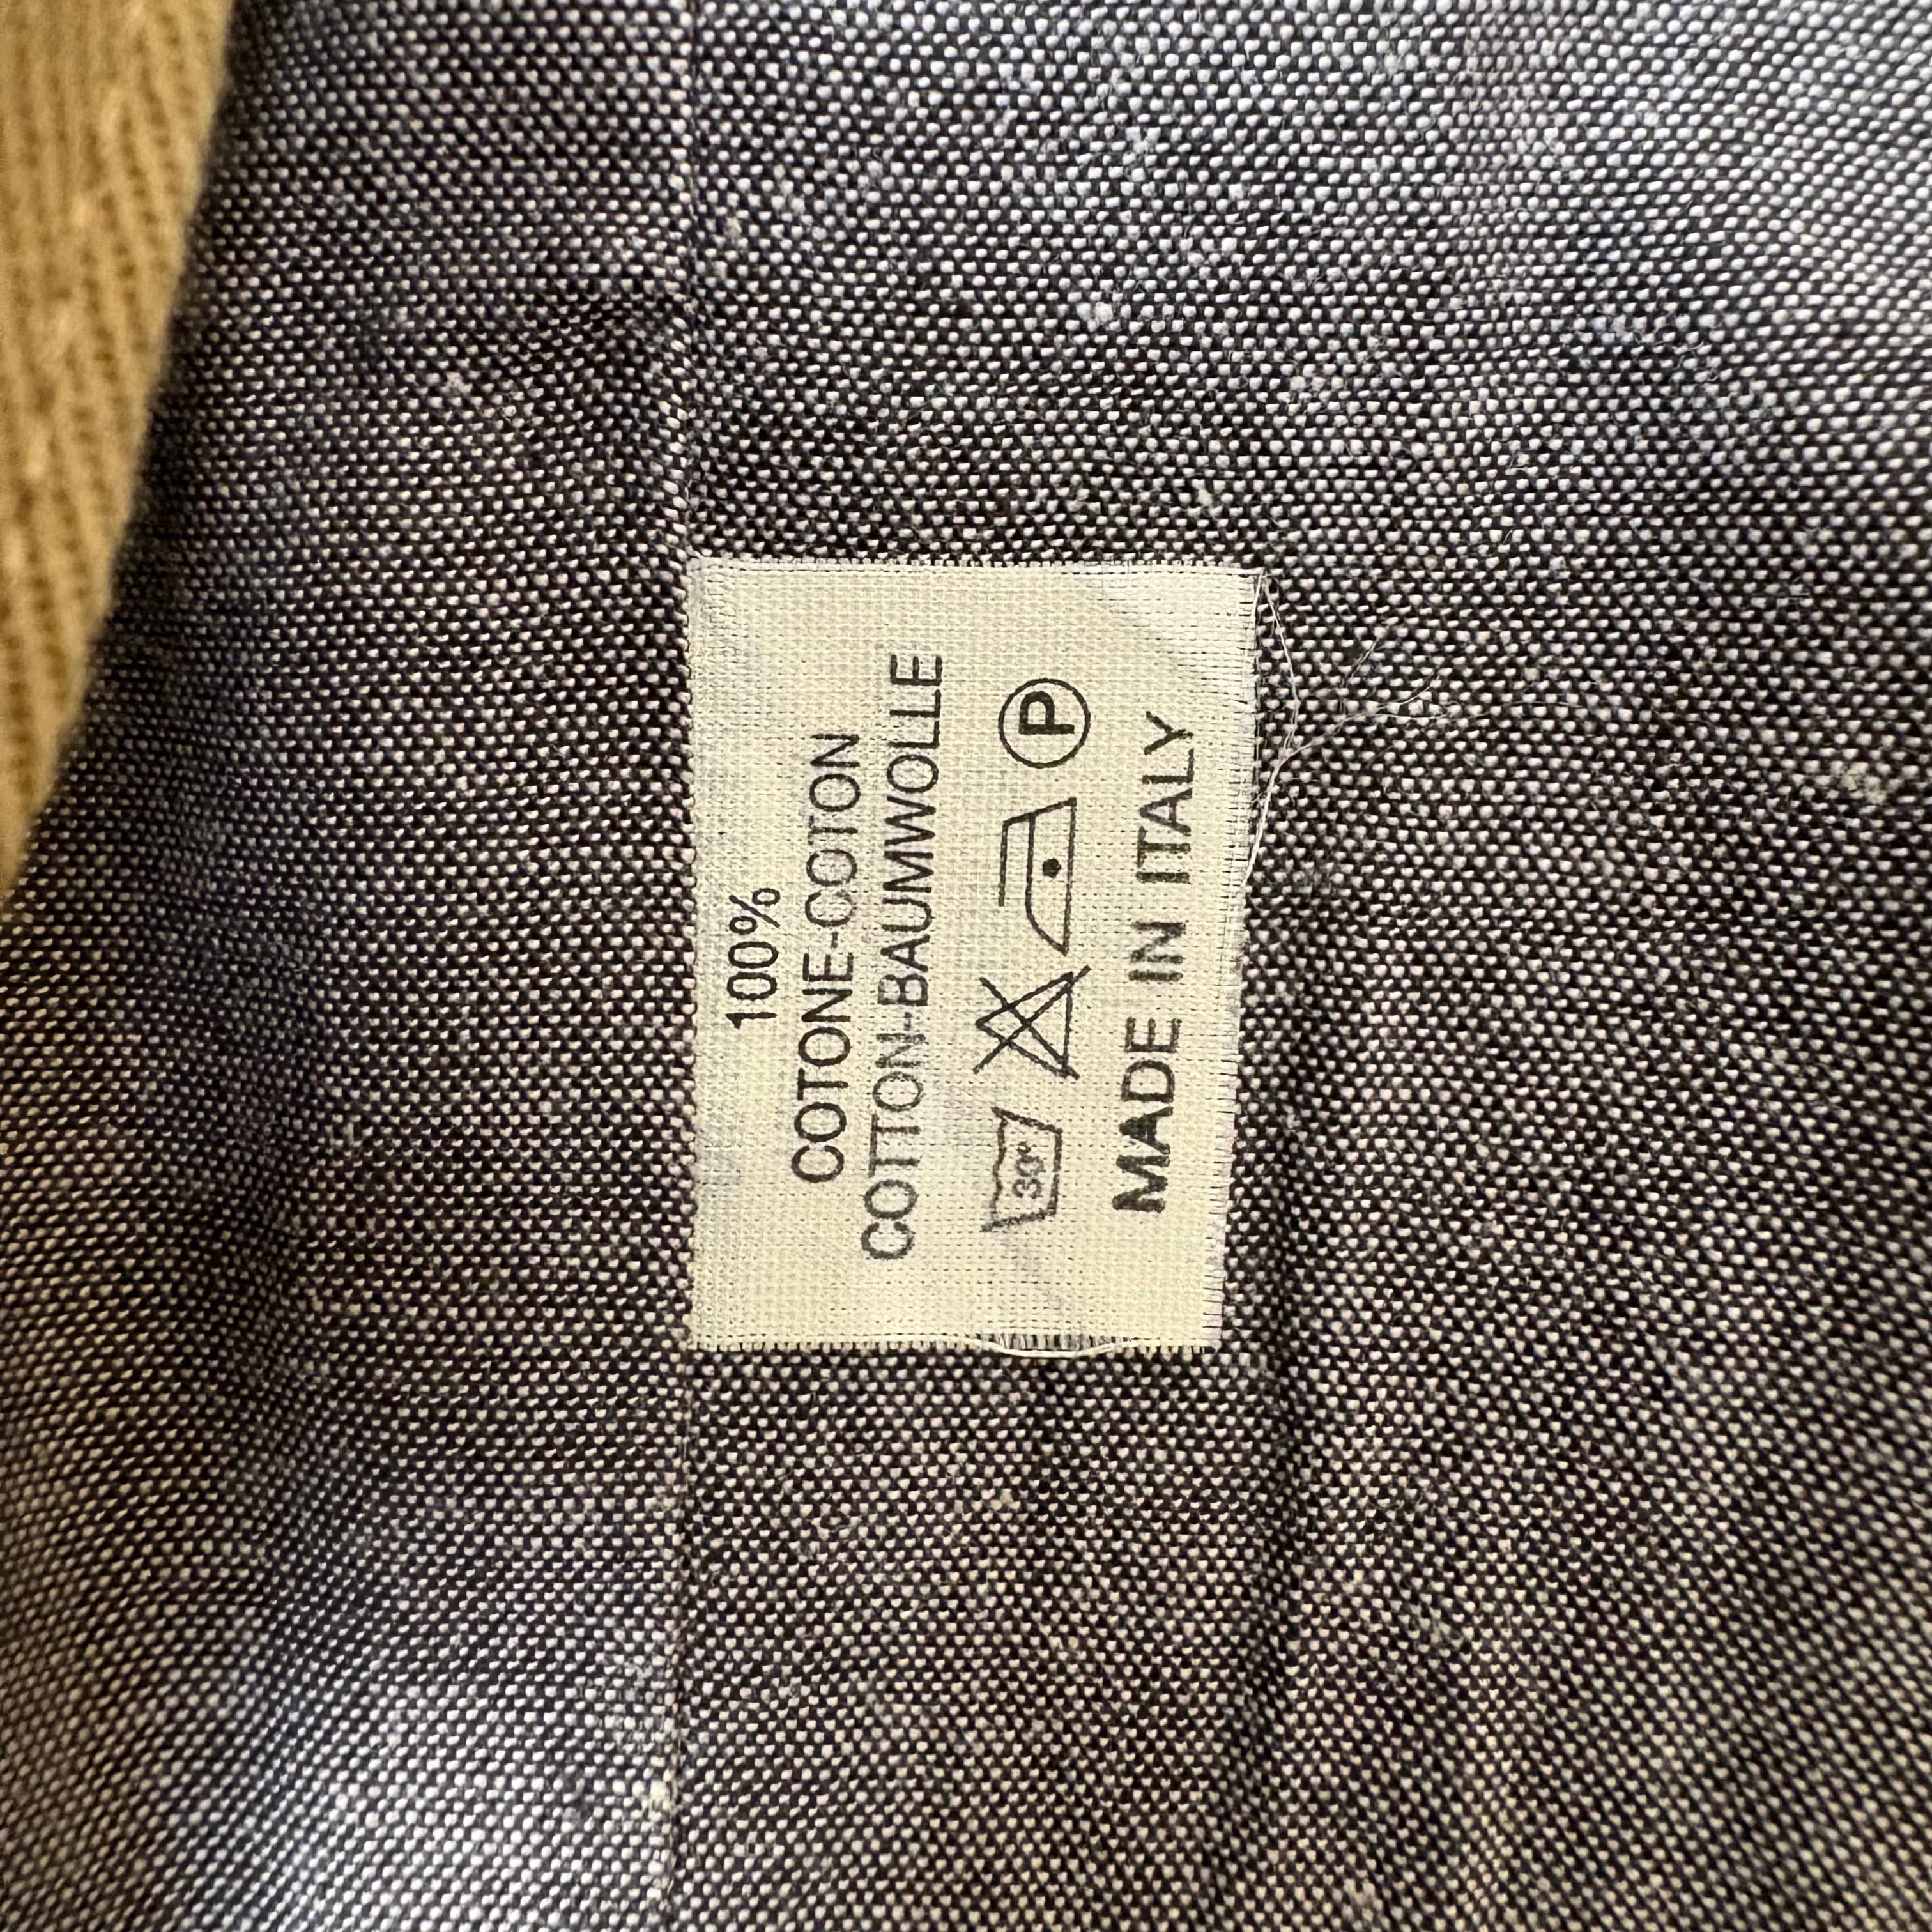 100%
COTONE-COTON
COTTON-BAUMWOLLE
30° P
MADE IN ITALY